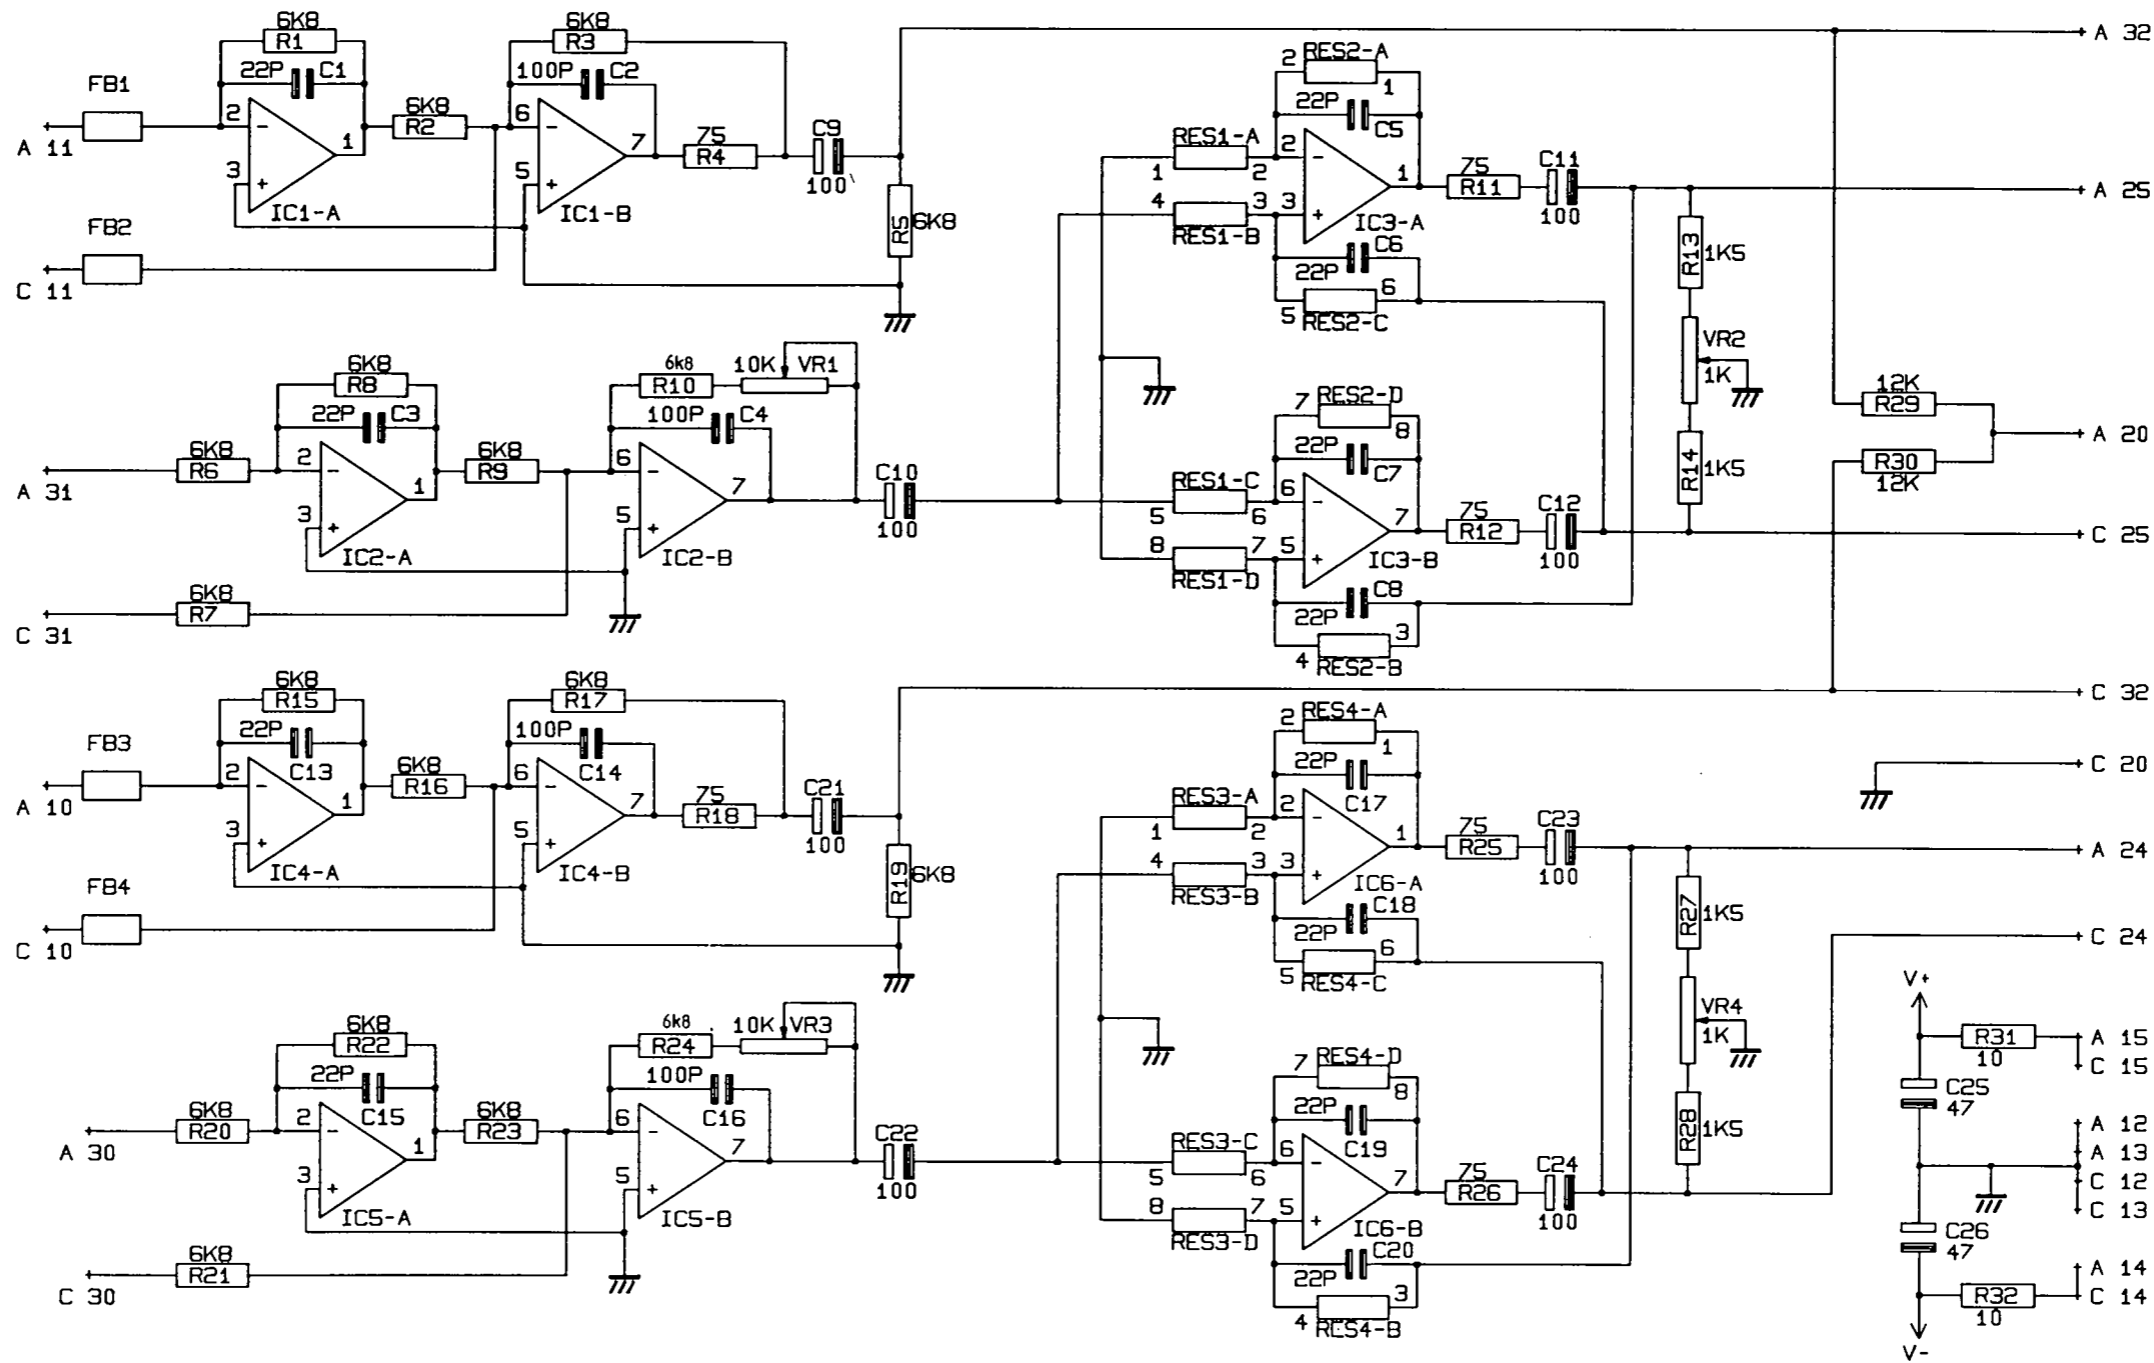 6K8
R1
22P C1
FB1
A 11
2
3
1
IC1-A
6K8
R2
FB2
C 11
6K8
R3
100P C2
6
5
7
IC1-B
75
R4
C9
100
R5 6K8
A 32
RES2-A
2
1
22P
C5
RES1-A
1
2
2
3
1
4
3
RES1-B
IC3-A
C6
22P
6
5
RES2-C
75
R11
C11
100
A 25
R13 1K5
VR2
1K
R14 1K5
12K
R29
R30
12K
A 20
6K8
R8
22P C3
6K8
R6
A 31
2
3
1
IC2-A
6K8
R9
6K8
R7
C 31
6k8
R10
10K VR1
100P C4
6
5
7
IC2-B
C10
100
RES2-D
7
8
22P
C7
RES1-C
5
6
6
5
7
8
7
RES1-D
IC3-B
C8
22P
3
4
RES2-B
75
R12
C12
100
C 25
6K8
R15
22P
C13
FB3
A 10
2
3
1
IC4-A
6K8
R16
FB4
C 10
6K8
R17
100P
C14
6
5
7
IC4-B
75
R18
C21
100
R19 6K8
C 32
C 20
RES4-A
2
1
22P
C17
RES3-A
1
2
2
3
1
4
3
RES3-B
IC6-A
C18
22P
6
5
RES4-C
75
R25
C23
100
A 24
R27 1K5
VR4
1K
R28 1K5
C 24
6K8
R22
22P
C15
6K8
R20
A 30
2
3
1
IC5-A
6K8
R23
6K8
R21
C 30
6k8
R24
10K VR3
100P
C16
6
5
7
IC5-B
C22
100
RES4-D
7
8
22P
C19
RES3-C
5
6
6
5
7
8
7
RES3-D
IC6-B
C20
22P
3
4
RES4-B
75
R26
C24
100
V+
R31
10
A 15
C 15
C25
47
A 12
A 13
C 12
C 13
C26
47
R32
10
A 14
C 14
V-